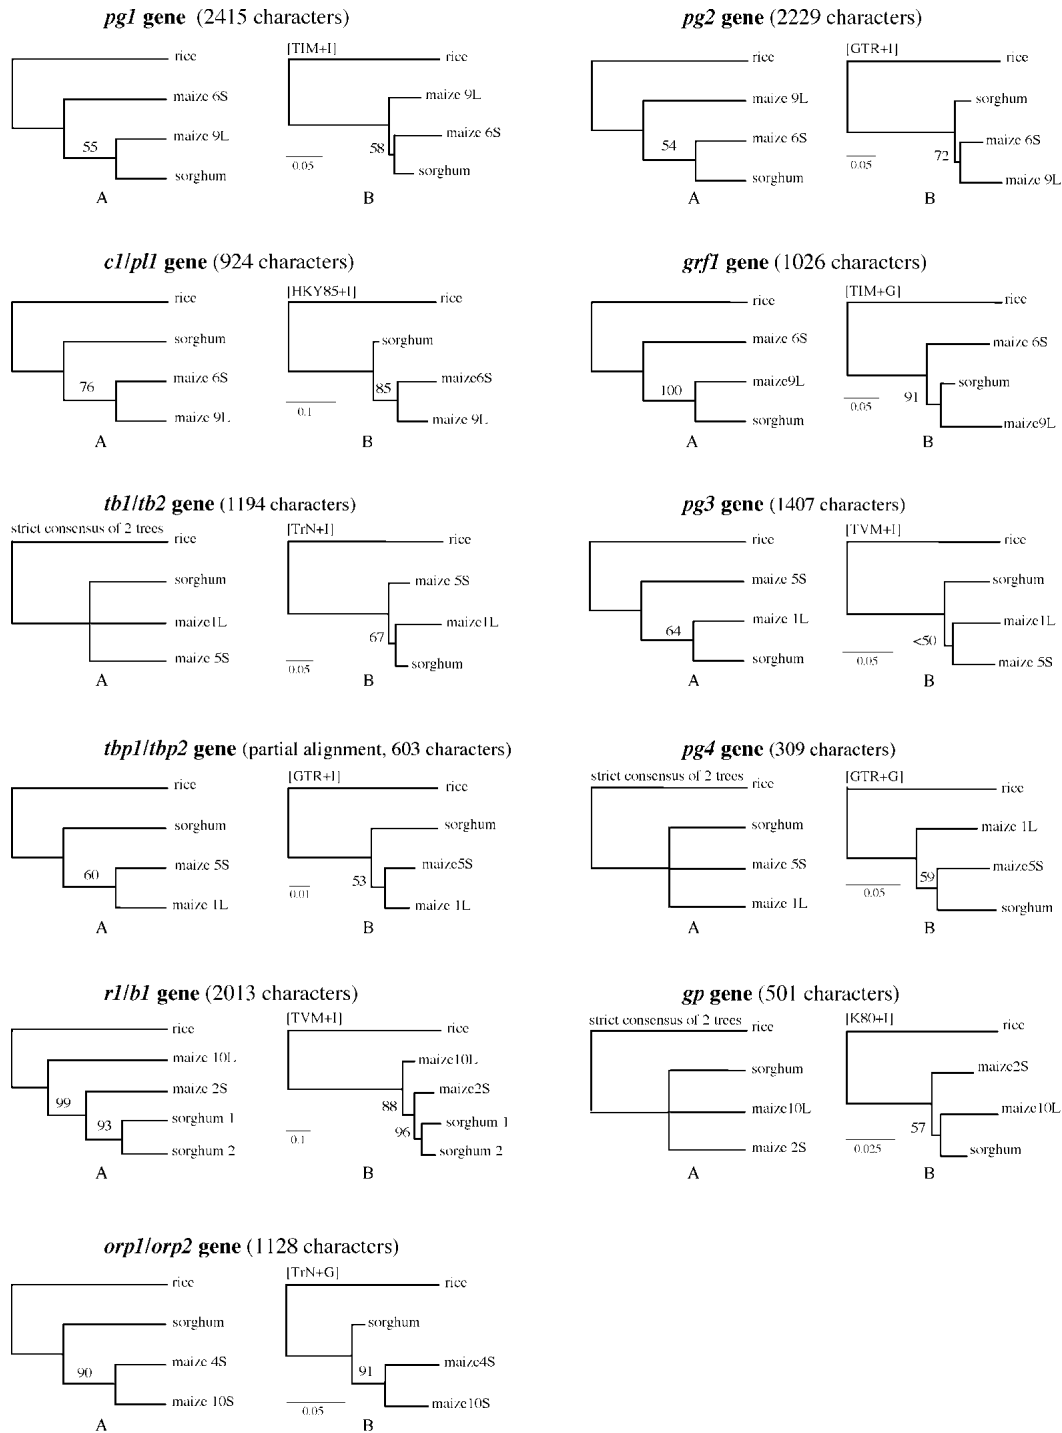 pg1 gene (2415 characters)
rice
maize 6S
maize 9L
55
sorghum
A
[TIM+I]
rice
maize 9L
maize 6S
58
0.05
sorghum
B
pg2 gene (2229 characters)
rice
maize 9L
maize 6S
54
sorghum
A
[GTR+I]
rice
sorghum
maize 6S
72
0.05
maize 9L
B
c1/pl1 gene (924 characters)
rice
sorghum
maize 6S
76
maize 9L
A
[HKY85+I]
rice
sorghum
maize6S
85
0.1
maize 9L
B
grf1 gene (1026 characters)
rice
maize 6S
maize9L
100
sorghum
A
[TIM+G]
rice
maize 6S
sorghum
91
0.05
maize9L
B
tb1/tb2 gene (1194 characters)
strict consensus of 2 trees
rice
sorghum
maize1L
maize 5S
A
[TrN+I]
rice
maize 5S
maize1L
67
0.05
sorghum
B
pg3 gene (1407 characters)
rice
maize 5S
maize 1L
64
sorghum
A
[TVM+I]
rice
sorghum
maize1L
<50
0.05
maize 5S
B
tbp1/tbp2 gene (partial alignment, 603 characters)
rice
sorghum
maize 5S
60
maize 1L
A
[GTR+I]
rice
sorghum
maize5S
53
0.01
maize 1L
B
pg4 gene (309 characters)
strict consensus of 2 trees
rice
sorghum
maize 5S
maize 1L
A
[GTR+G]
rice
maize 1L
maize5S
59
0.05
sorghum
B
r1/b1 gene (2013 characters)
rice
maize 10L
maize 2S
99
sorghum 1
93
sorghum 2
A
[TVM+I]
rice
maize10L
maize2S
88
sorghum 1
96
0.1
sorghum 2
B
gp gene (501 characters)
strict consensus of 2 trees
rice
sorghum
maize10L
maize 2S
A
[K80+I]
rice
maize2S
maize10L
57
0.025
sorghum
B
orp1/orp2 gene (1128 characters)
rice
sorghum
maize 4S
90
maize 10S
A
[TrN+G]
rice
sorghum
maize4S
91
0.05
maize10S
B